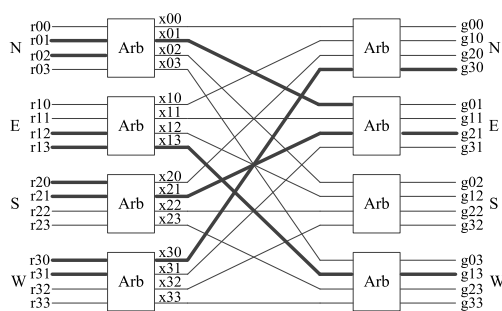 r00 x00 g00
N r01 Arb x01 Arb g10 N
r02 x02 g20
r03 x03 g30
r10 x10 g01
E r11 Arb x11 Arb g11 E
r12 x12 g21
r13 x13 g31
r20 x20 g02
S r21 Arb x21 Arb g12 S
r22 x22 g22
r23 x23 g32
r30 x30 g03
W r31 Arb x31 Arb g13 W
r32 x32 g23
r33 x33 g33